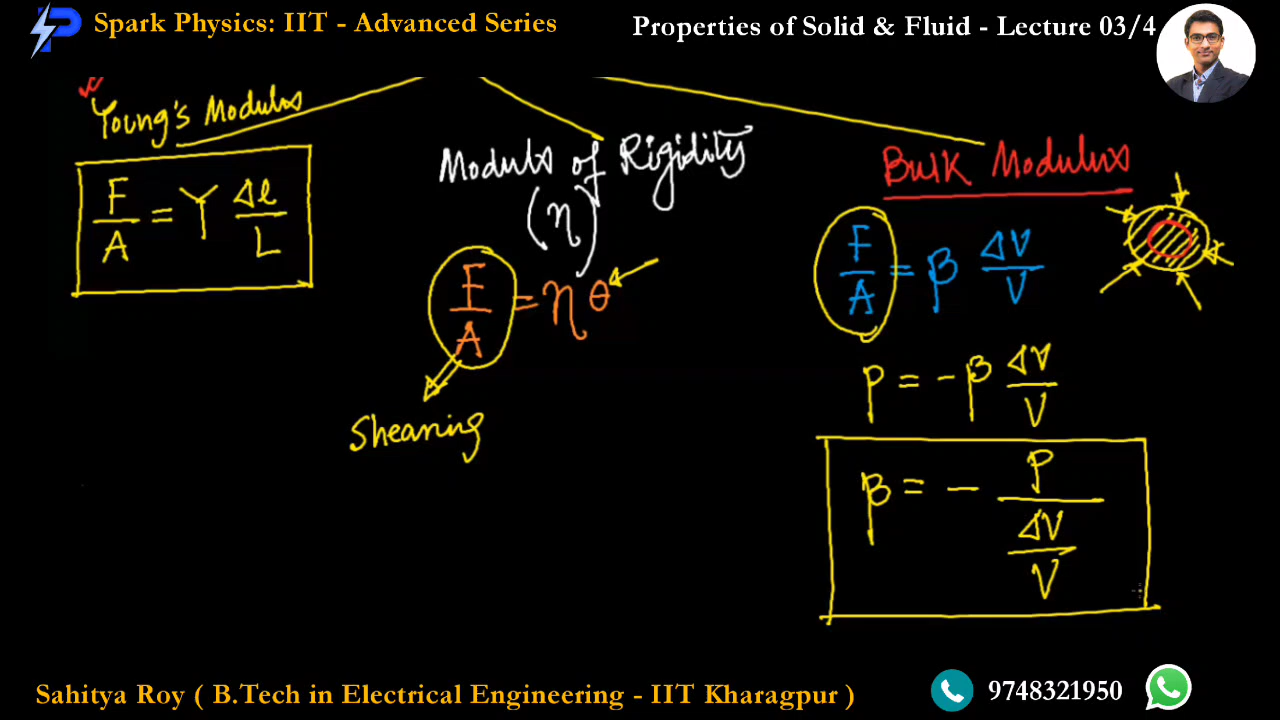 Spark Physics: IIT - Advanced Series
Properties of Solid & Fluid - Lecture 03/4
Young's Modulus
F/A = Y Δl/L
Modulus of Rigidity
(η)
F/A = η θ
Shearing
Bulk Modulus
F/A = β ΔV/V
P = - β ΔV/V
β = - P/(ΔV/V)
Sahitya Roy ( B.Tech in Electrical Engineering - IIT Kharagpur )
9748321950